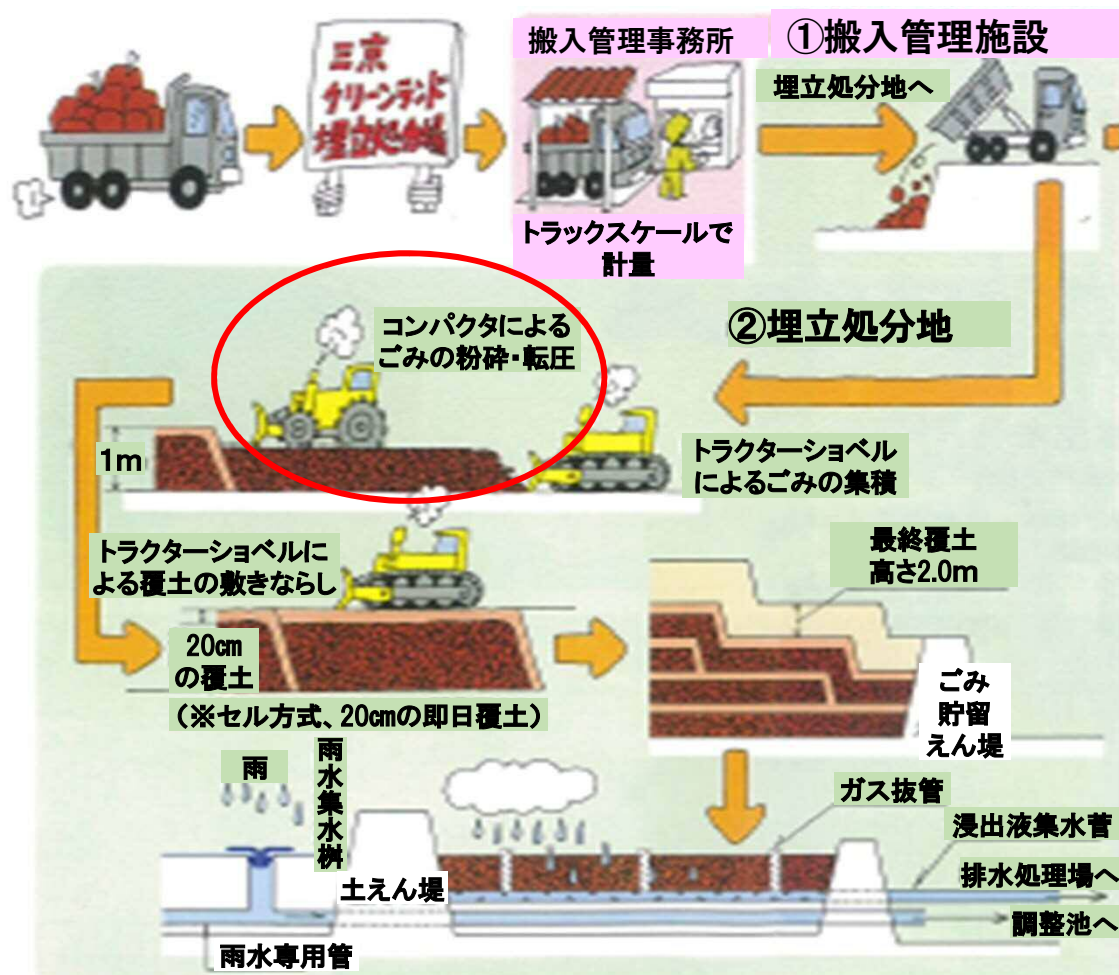 三京
クリーンランド
埋立処分場
搬入管理事務所
①搬入管理施設
埋立処分地へ
トラックスケールで
計量
コンパクタによる
ごみの粉砕・転圧
②埋立処分地
1m
トラクターショベル
によるごみの集積
トラクターショベルに
よる覆土の敷きならし
最終覆土
高さ2.0m
20cm
の覆土
（※セル方式、20cmの即日覆土）
ごみ
貯留
えん堤
雨
雨水集水桝
ガス抜管
浸出液集水菅
土えん堤
排水処理場へ
調整池へ
雨水専用管